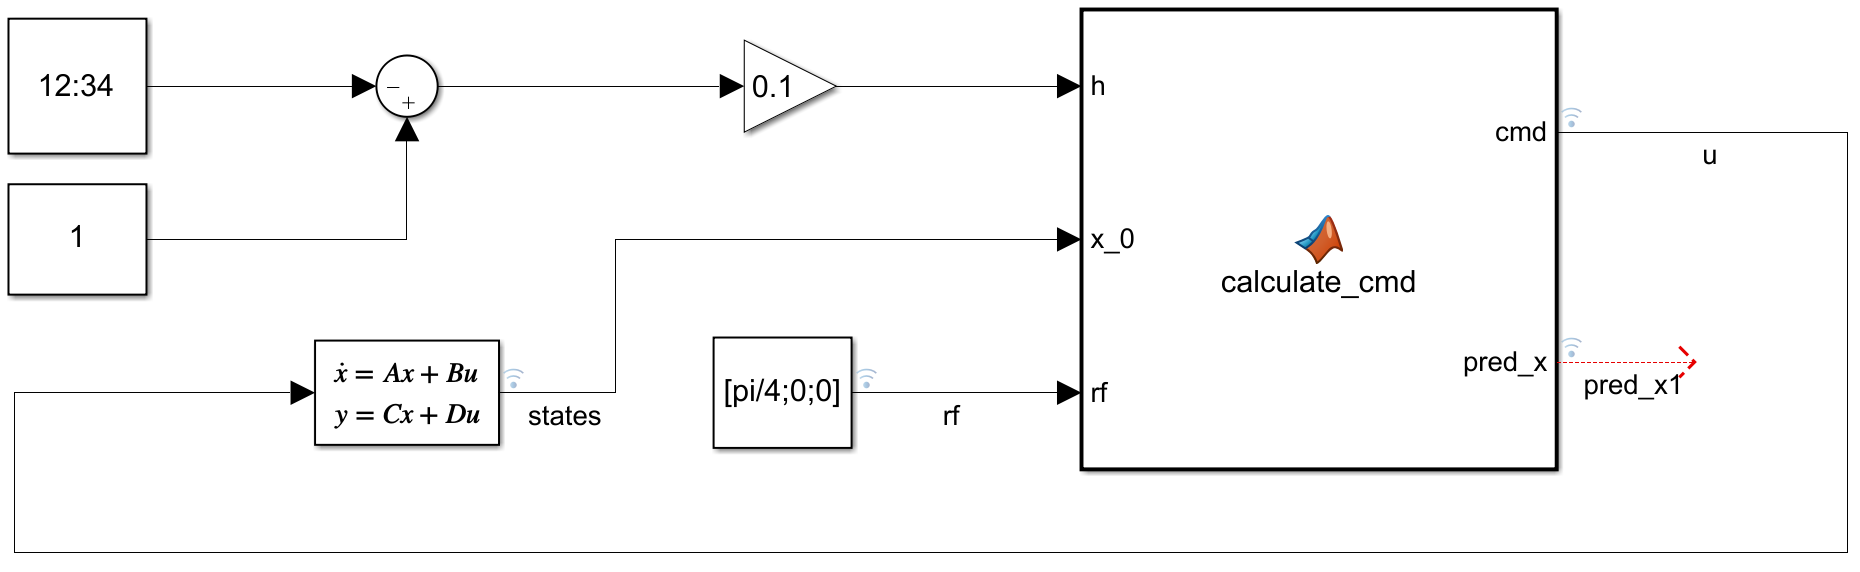 12:34
−
+
0.1
h
cmd
u
1
x_0
calculate_cmd
ẋ = Ax + Bu
y = Cx + Du
states
[pi/4;0;0]
rf
rf
pred_x
pred_x1